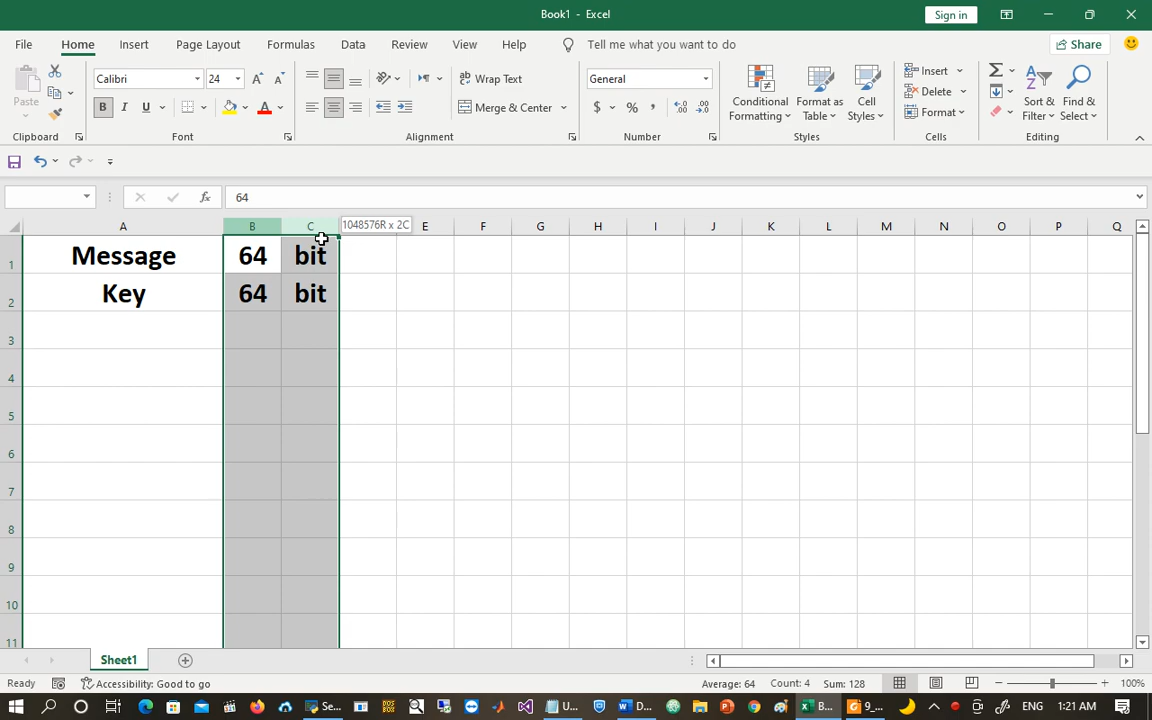 Book1 - Excel
Sign in
File Home Insert Page Layout Formulas Data Review View Help Tell me what you want to do Share
Paste
Clipboard
Calibri 24
B I U
Font
Wrap Text
Merge & Center
Alignment
General
$ % ,
Number
Conditional Formatting
Format as Table
Cell Styles
Styles
Insert
Delete
Format
Cells
Sort & Filter
Find & Select
Editing
64
1048576R x 2C
A B C E F G H I J K L M N O P Q
1 Message 64 bit
2 Key 64 bit
3
4
5
6
7
8
9
10
11
Sheet1
Ready Accessibility: Good to go Average: 64 Count: 4 Sum: 128 100%
Se... U... D... B... 9_... ENG 1:21 AM